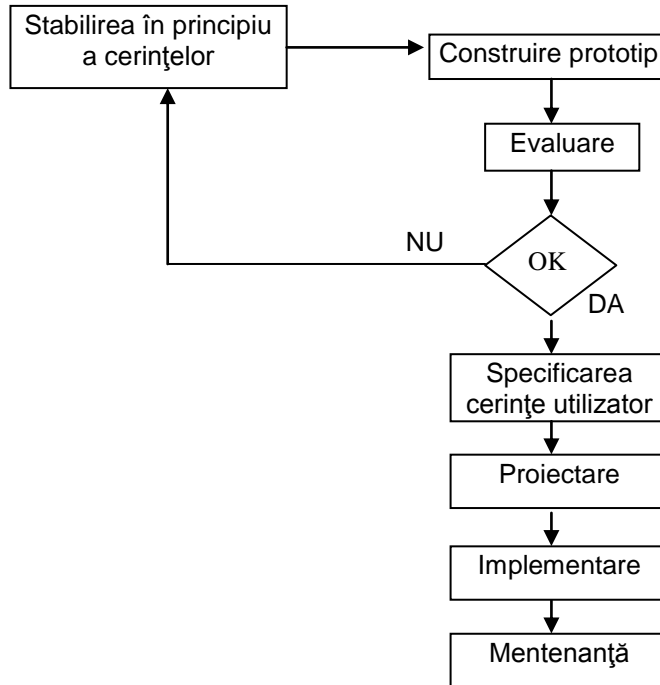 Stabilirea în principiu
a cerinţelor
Construire prototip
Evaluare
NU
OK
DA
Specificarea
cerinţe utilizator
Proiectare
Implementare
Mentenanţă